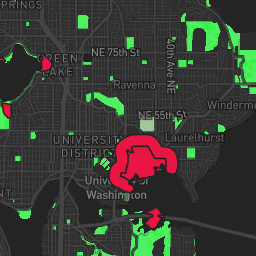 SPRINGS
NE 75th St
GREEN
LAKE
40th Ave NE
Ravenna
NE 55th St
Windermere
UNIVERSITY
DISTRICT
Laurelhurst
University of
Washington